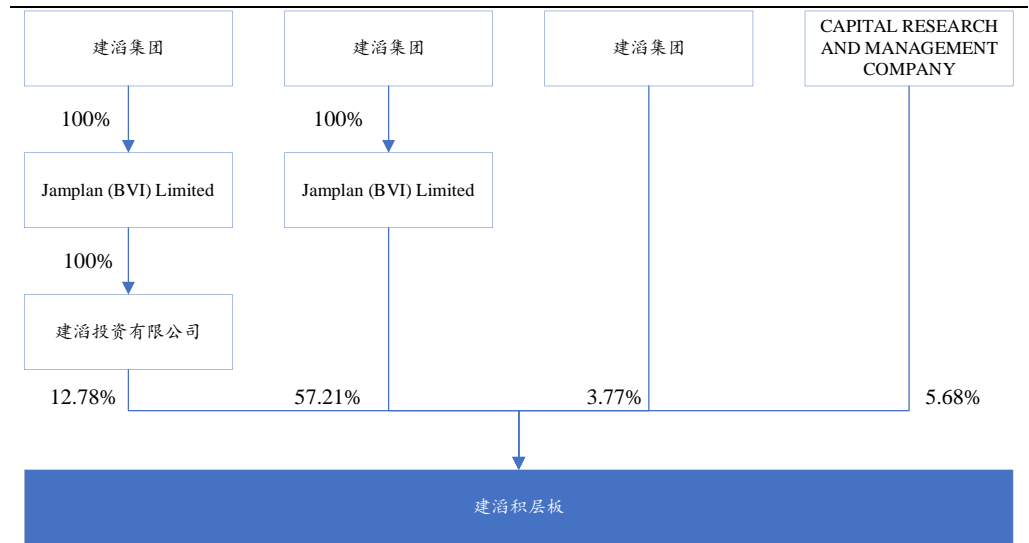 建滔集团
建滔集团
建滔集团
CAPITAL RESEARCH
AND MANAGEMENT
COMPANY
100%
100%
Jamplan (BVI) Limited
Jamplan (BVI) Limited
100%
建滔投资有限公司
12.78%
57.21%
3.77%
5.68%
建滔积层板